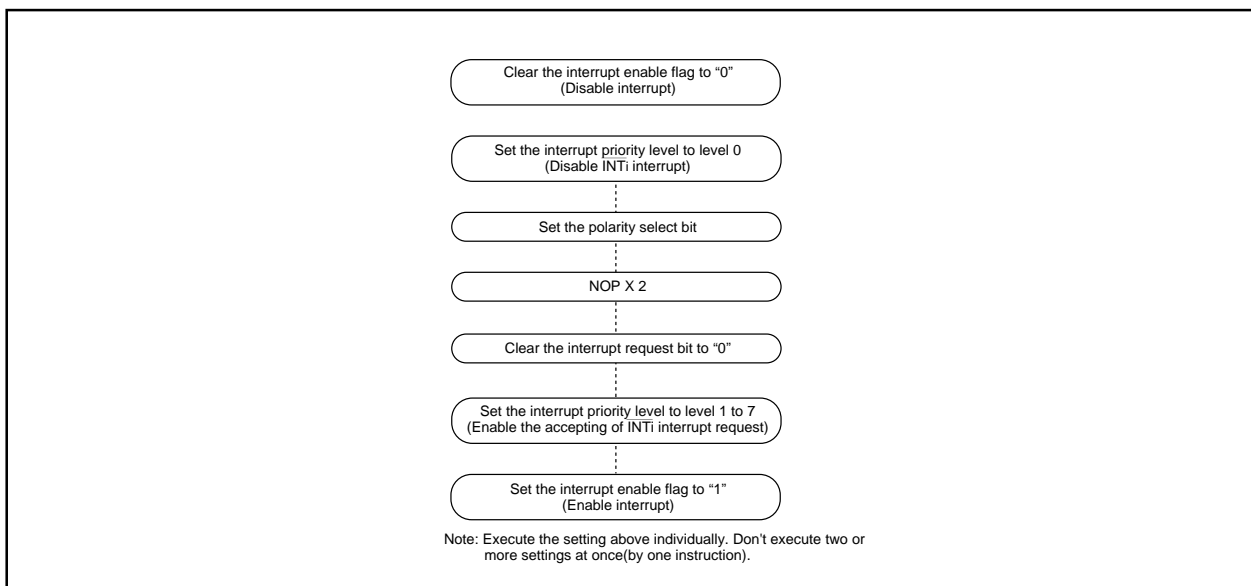 Clear the interrupt enable flag to “0”
(Disable interrupt)
Set the interrupt priority level to level 0
(Disable INTi interrupt)
Set the polarity select bit
NOP X 2
Clear the interrupt request bit to “0”
Set the interrupt priority level to level 1 to 7
(Enable the accepting of INTi interrupt request)
Set the interrupt enable flag to “1”
(Enable interrupt)
Note: Execute the setting above individually. Don’t execute two or
more settings at once(by one instruction).